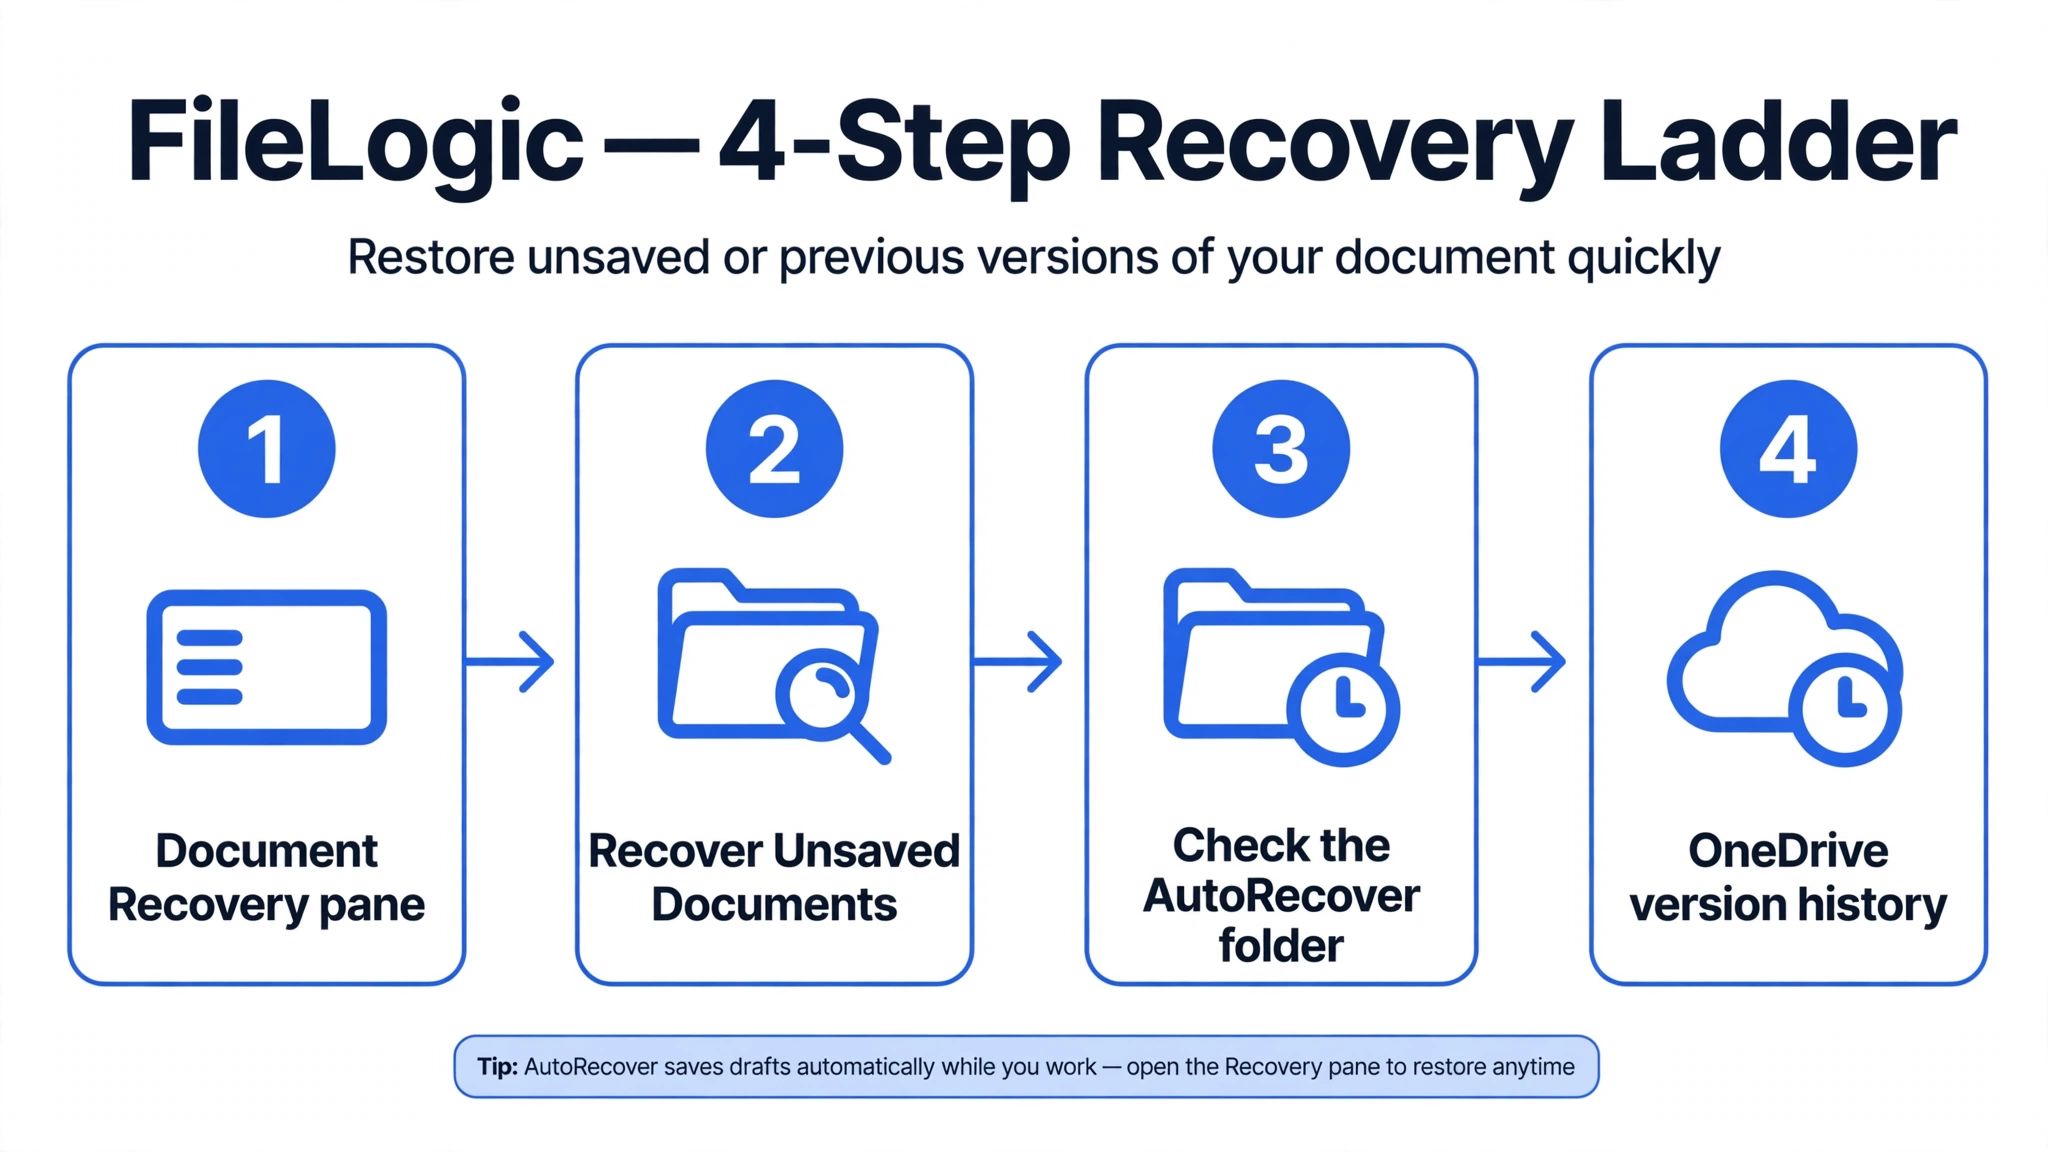 FileLogic — 4-Step Recovery Ladder
Restore unsaved or previous versions of your document quickly
1
Document
Recovery pane
2
Recover Unsaved
Documents
3
Check the
AutoRecover
folder
4
OneDrive
version history
Tip: AutoRecover saves drafts automatically while you work — open the Recovery pane to restore anytime